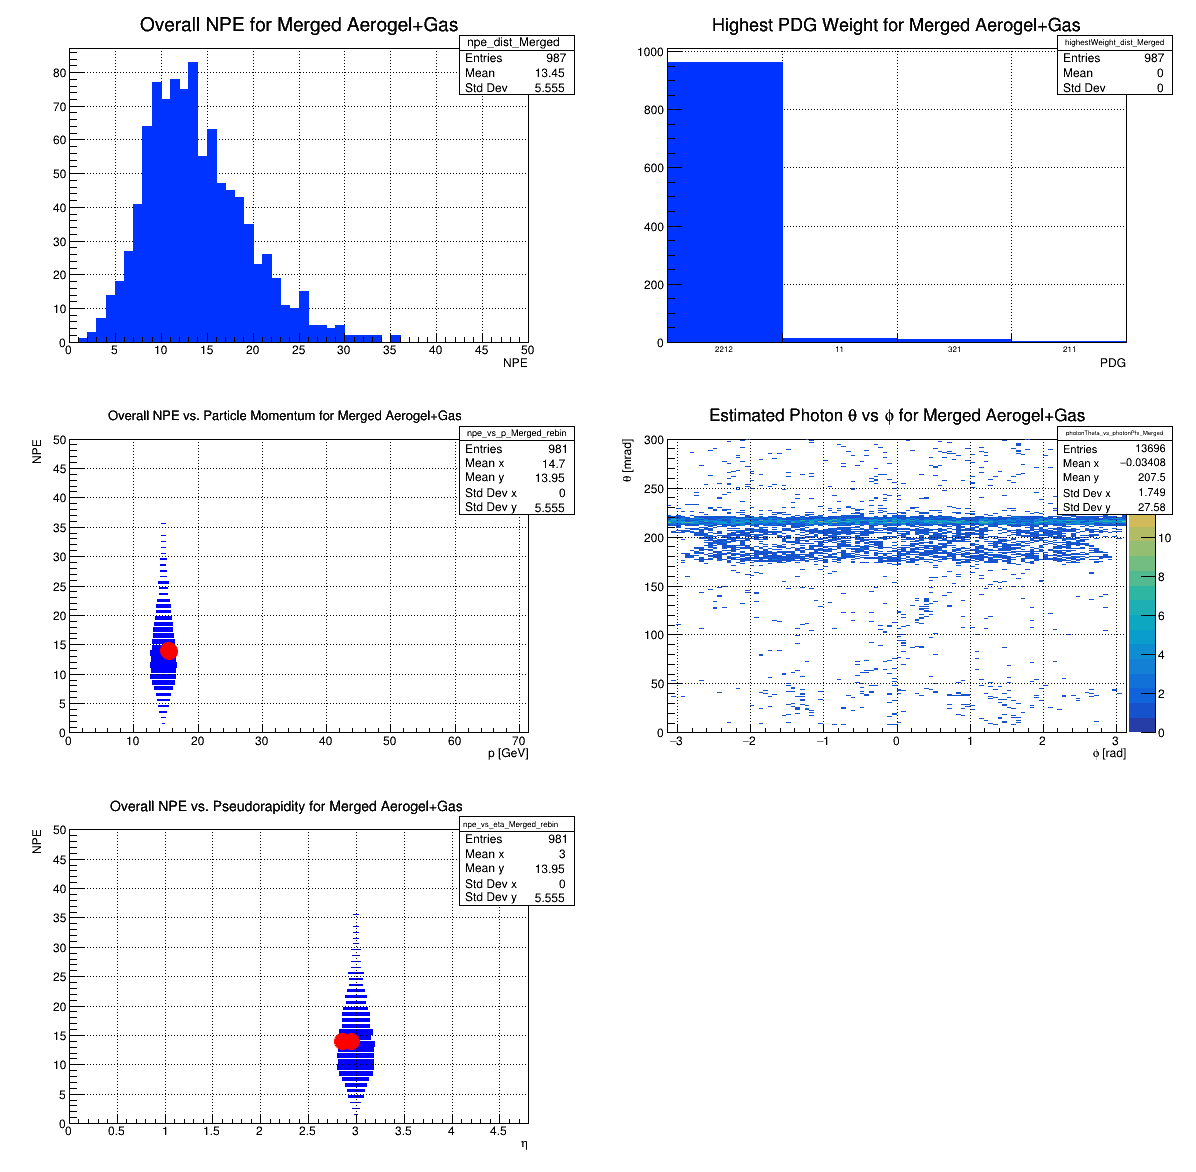 Overall NPE for Merged Aerogel+Gas
npe_dist_Merged
Entries 987
Mean 13.45
Std Dev 5.555
80
70
60
50
40
30
20
10
0
0 5 10 15 20 25 30 35 40 45 50
NPE
Highest PDG Weight for Merged Aerogel+Gas
highestWeight_dist_Merged
Entries 987
Mean 0
Std Dev 0
1000
800
600
400
200
0
2212 11 321 211
PDG
Overall NPE vs. Particle Momentum for Merged Aerogel+Gas
npe_vs_p_Merged_rebin
Entries 981
Mean x 14.7
Mean y 13.95
Std Dev x 0
Std Dev y 5.555
NPE
50
45
40
35
30
25
20
15
10
5
0
0 10 20 30 40 50 60 70
p [GeV]
Estimated Photon θ vs ϕ for Merged Aerogel+Gas
photonTheta_vs_photonPhi_Merged
Entries 13696
Mean x −0.03408
Mean y 207.5
Std Dev x 1.749
Std Dev y 27.58
θ [mrad]
300
250
200
150
100
50
0
−3 −2 −1 0 1 2 3
ϕ [rad]
10
8
6
4
2
0
Overall NPE vs. Pseudorapidity for Merged Aerogel+Gas
npe_vs_eta_Merged_rebin
Entries 981
Mean x 3
Mean y 13.95
Std Dev x 0
Std Dev y 5.555
NPE
50
45
40
35
30
25
20
15
10
5
0
0 0.5 1 1.5 2 2.5 3 3.5 4 4.5
η